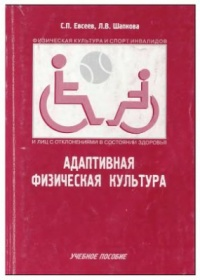 С.П. Евсеев, Л.В. Шапкова
ФИЗИЧЕСКАЯ КУЛЬТУРА И СПОРТ ИНВАЛИДОВ
И ЛИЦ С ОТКЛОНЕНИЯМИ В СОСТОЯНИИ ЗДОРОВЬЯ
АДАПТИВНАЯ
ФИЗИЧЕСКАЯ КУЛЬТУРА
УЧЕБНОЕ ПОСОБИЕ